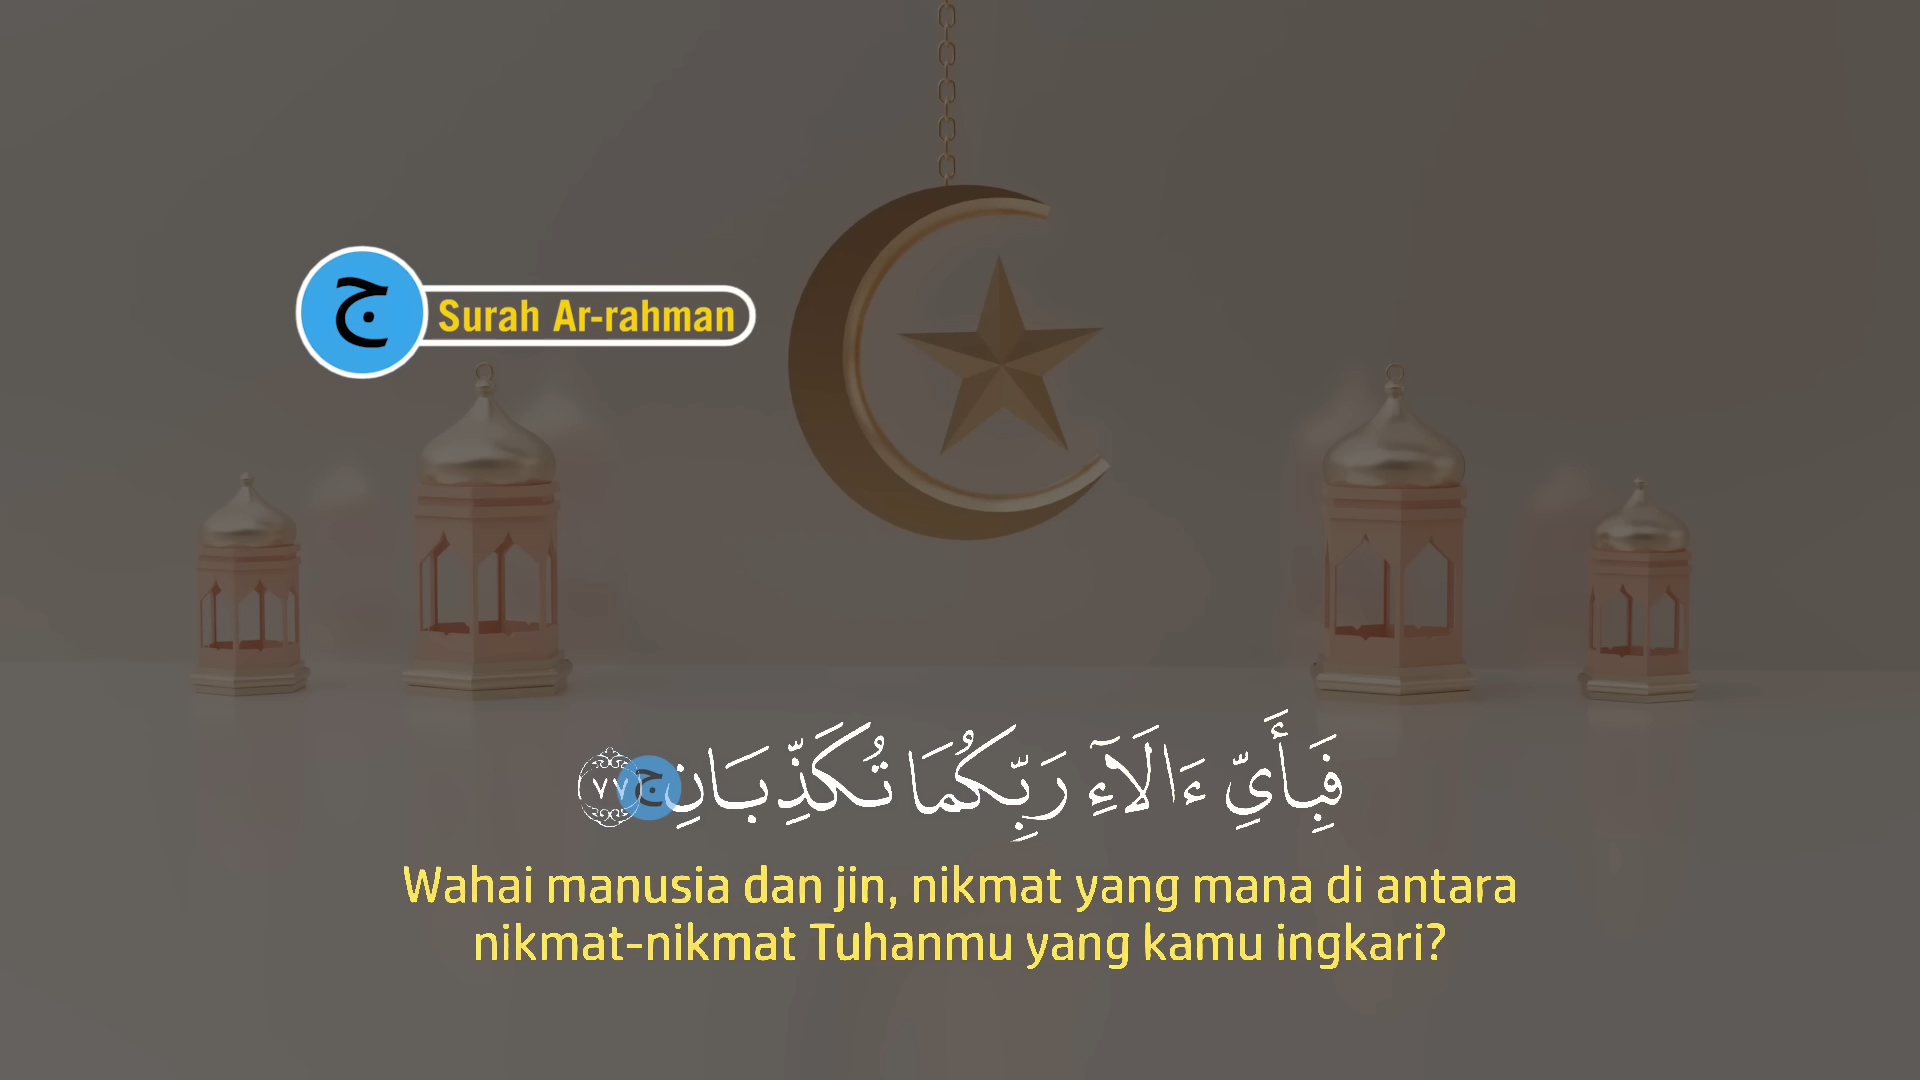 ج
Surah Ar-rahman
فَبِأَيِّ ءَالَآءِ رَبِّكُمَا تُكَذِّبَانِ ٧٧
ج
Wahai manusia dan jin, nikmat yang mana di antara
nikmat-nikmat Tuhanmu yang kamu ingkari?